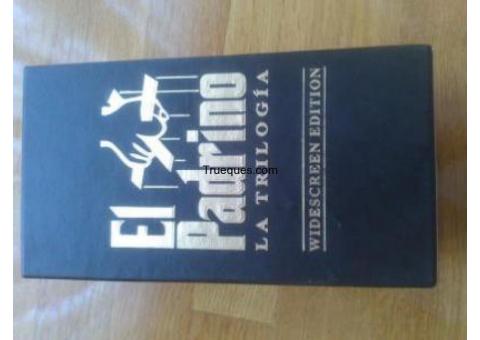 El
Padrino
LA TRILOGÍA
WIDESCREEN EDITION
Trueques.com